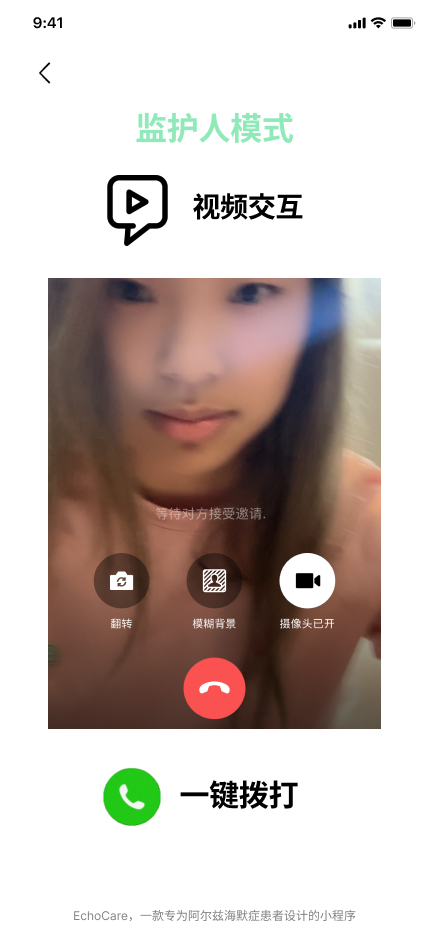 9:41
监护人模式
视频交互
等待对方接受邀请.
翻转
模糊背景
摄像头已开
一键拨打
EchoCare，一款专为阿尔兹海默症患者设计的小程序